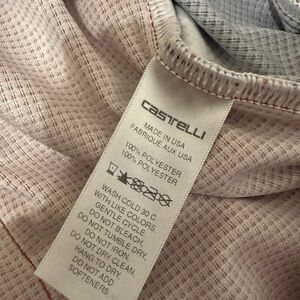 Castelli
MADE IN USA
FABRIQUÉ AUX USA
100% POLYESTER
100% POLYESTER
WASH COLD 30 C
WITH LIKE COLORS.
GENTLE CYCLE.
DO NOT BLEACH.
DO NOT TUMBLE DRY.
DO NOT IRON.
DO NOT DRY CLEAN.
HANG TO DRY.
DO NOT ADD
SOFTENERS.